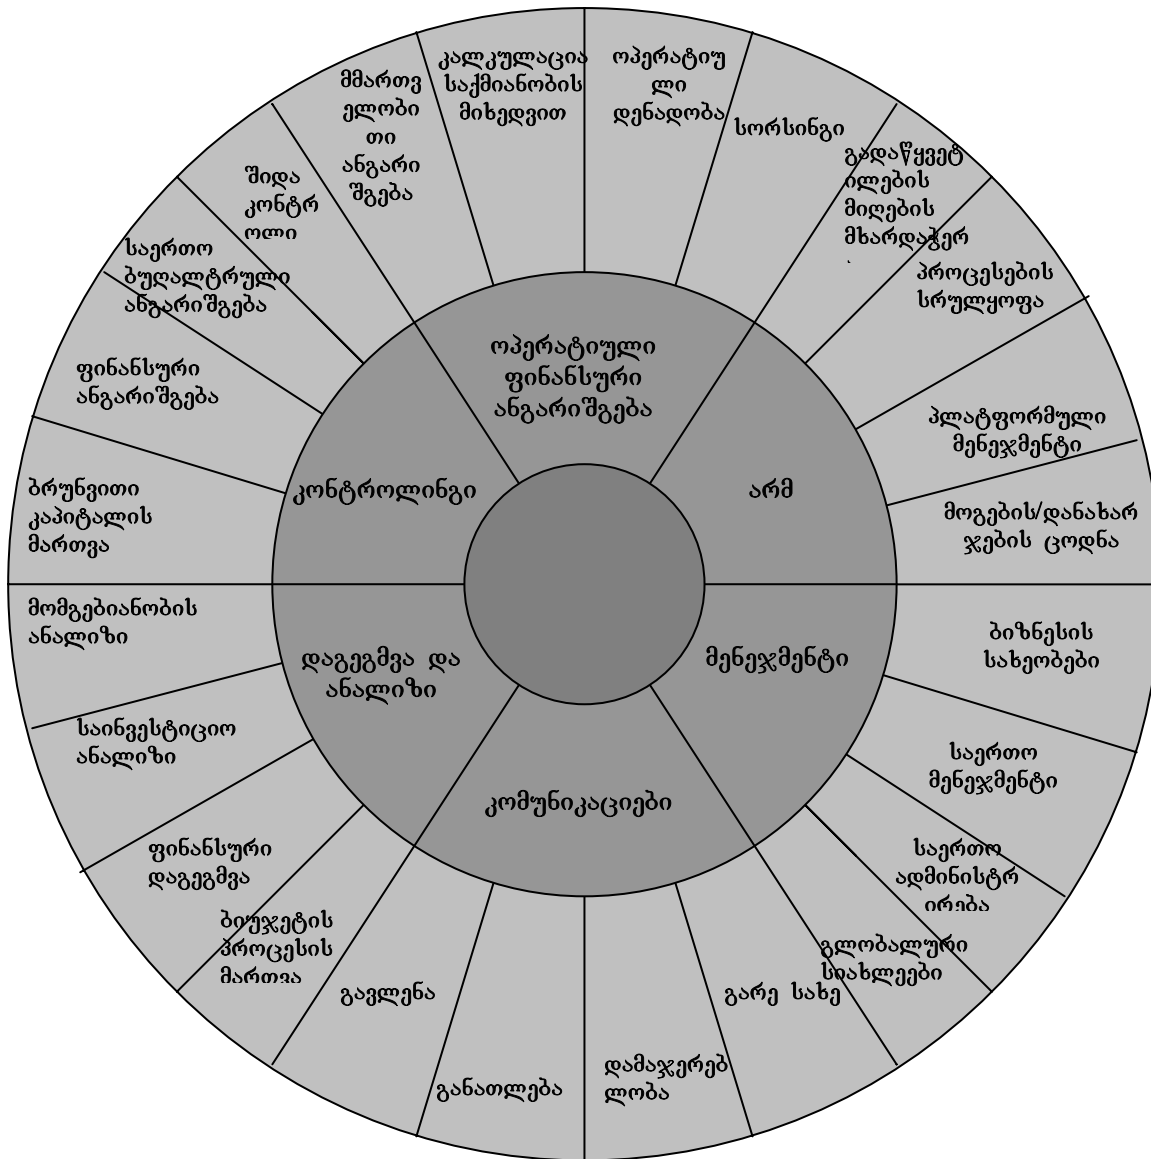 კალკულაცია
საქმიანობის
მიხედვით
ოპერატიუ
ლი
დენადობა
სორსინგი
გადაწყვეტ
ილების
მიღების
მხარდაჭერ
პროცესების
სრულყოფა
პლატფორმული
მენეჯმენტი
მოგების/დანახარ
ჯების ცოდნა
ბიზნესის
სახეობები
საერთო
მენეჯმენტი
საერთო
ადმინისტრ
ირება
გლობალური
სიახლეები
გარე სახე
დამაჯერებ
ლობა
განათლება
გავლენა
ბიუჯეტის
პროცესის
მართვა
ფინანსური
დაგეგმვა
საინვესტიციო
ანალიზი
მომგებიანობის
ანალიზი
ბრუნვითი
კაპიტალის
მართვა
ფინანსური
ანგარიშგება
საერთო
ბუღალტრული
ანგარიშგება
შიდა
კონტრ
ოლი
მმართვ
ელობი
თი
ანგარი
შგება
ოპერატიული
ფინანსური
ანგარიშგება
არმ
მენეჯმენტი
კომუნიკაციები
დაგეგმვა და
ანალიზი
კონტროლინგი